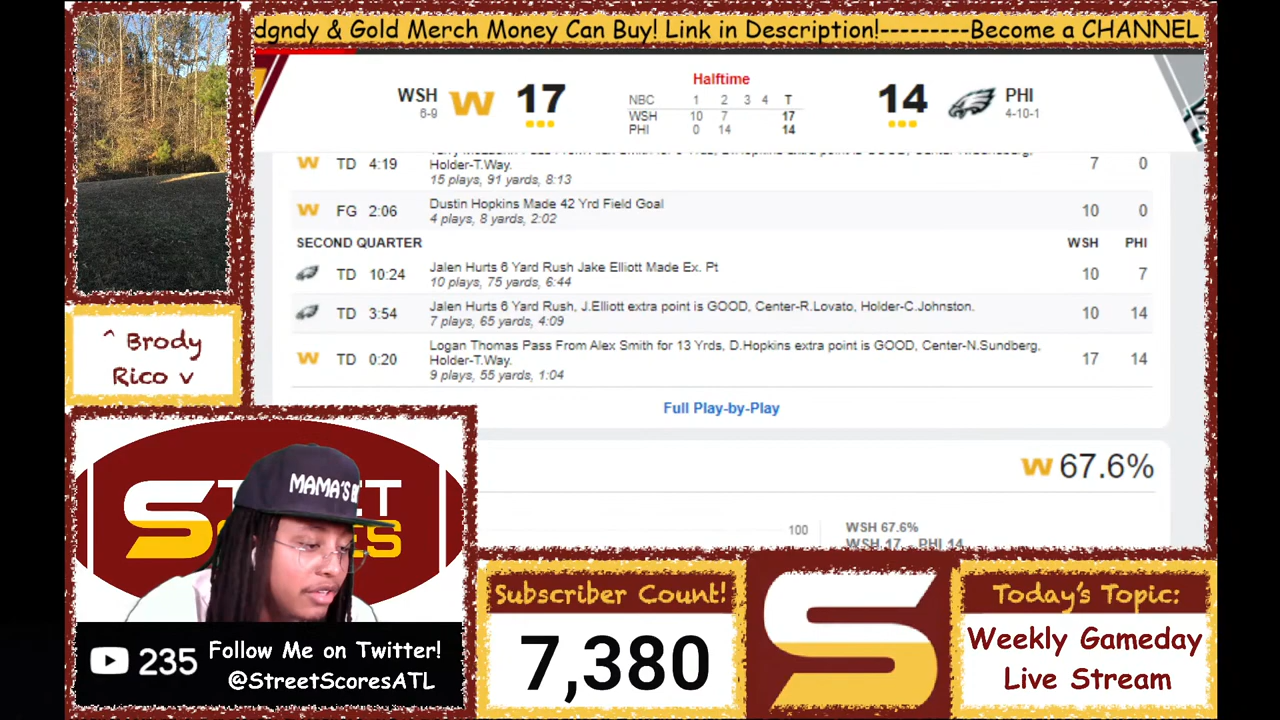 dgndy & Gold Merch Money Can Buy! Link in Description!---------Become a CHANNEL
WSH
6-9
W
17
Halftime
NBC 1 2 3 4 T
WSH 10 7 17
PHI 0 14 14
14
PHI
4-10-1
W TD 4:19
Holder-T.Way.
15 plays, 91 yards, 8:13
7 0
W FG 2:06
Dustin Hopkins Made 42 Yrd Field Goal
4 plays, 8 yards, 2:02
10 0
SECOND QUARTER WSH PHI
TD 10:24
Jalen Hurts 6 Yard Rush Jake Elliott Made Ex. Pt
10 plays, 75 yards, 6:44
10 7
TD 3:54
Jalen Hurts 6 Yard Rush, J.Elliott extra point is GOOD, Center-R.Lovato, Holder-C.Johnston.
7 plays, 65 yards, 4:09
10 14
W TD 0:20
Logan Thomas Pass From Alex Smith for 13 Yrds, D.Hopkins extra point is GOOD, Center-N.Sundberg,
Holder-T.Way.
9 plays, 55 yards, 1:04
17 14
Full Play-by-Play
W 67.6%
100
WSH 67.6%
WSH 17 PHI 14
^ Brody
Rico v
MAMA'S
235
Follow Me on Twitter!
@StreetScoresATL
Subscriber Count!
7,380
S
Today's Topic:
Weekly Gameday
Live Stream